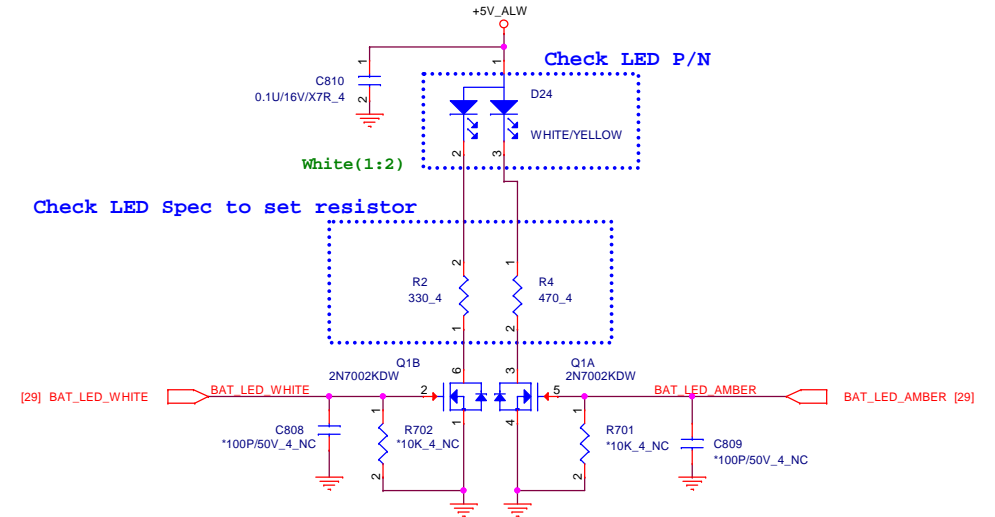 +5V_ALW
1
Check LED P/N
1
C810
0.1U/16V/X7R_4
2
D24
WHITE/YELLOW
2
3
White(1:2)
Check LED Spec to set resistor
2
1
R2
330_4
R4
470_4
1
2
Q1B
2N7002KDW
6
3
Q1A
2N7002KDW
[29] BAT_LED_WHITE
BAT_LED_WHITE
2
5
BAT_LED_AMBER
BAT_LED_AMBER [29]
1
4
C808
*100P/50V_4_NC
1
R702
*10K_4_NC
2
1
R701
*10K_4_NC
2
C809
*100P/50V_4_NC